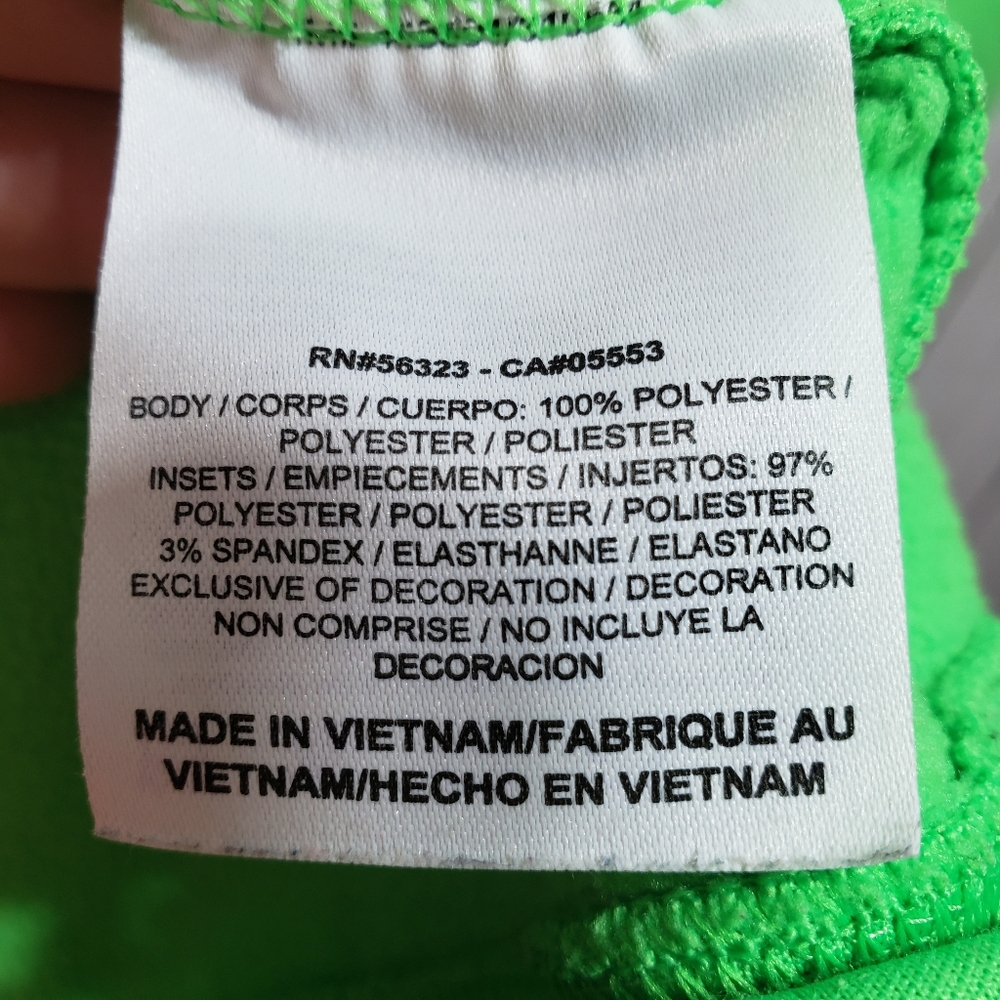 RN#56323 - CA#05553
BODY / CORPS / CUERPO: 100% POLYESTER /
POLYESTER / POLIESTER
INSETS / EMPIECEMENTS / INJERTOS: 97%
POLYESTER / POLYESTER / POLIESTER
3% SPANDEX / ELASTHANNE / ELASTANO
EXCLUSIVE OF DECORATION / DECORATION
NON COMPRISE / NO INCLUYE LA
DECORACION
MADE IN VIETNAM/FABRIQUE AU
VIETNAM/HECHO EN VIETNAM